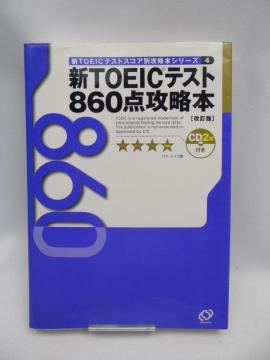 新TOEICテストスコア別攻略本シリーズ 4
新TOEICテスト
860点攻略本
[改訂版]
TOEIC is a registered trademark of
Educational Testing Service (ETS).
This publication is not endorsed or
approved by ETS.
CD2枚
付き
860